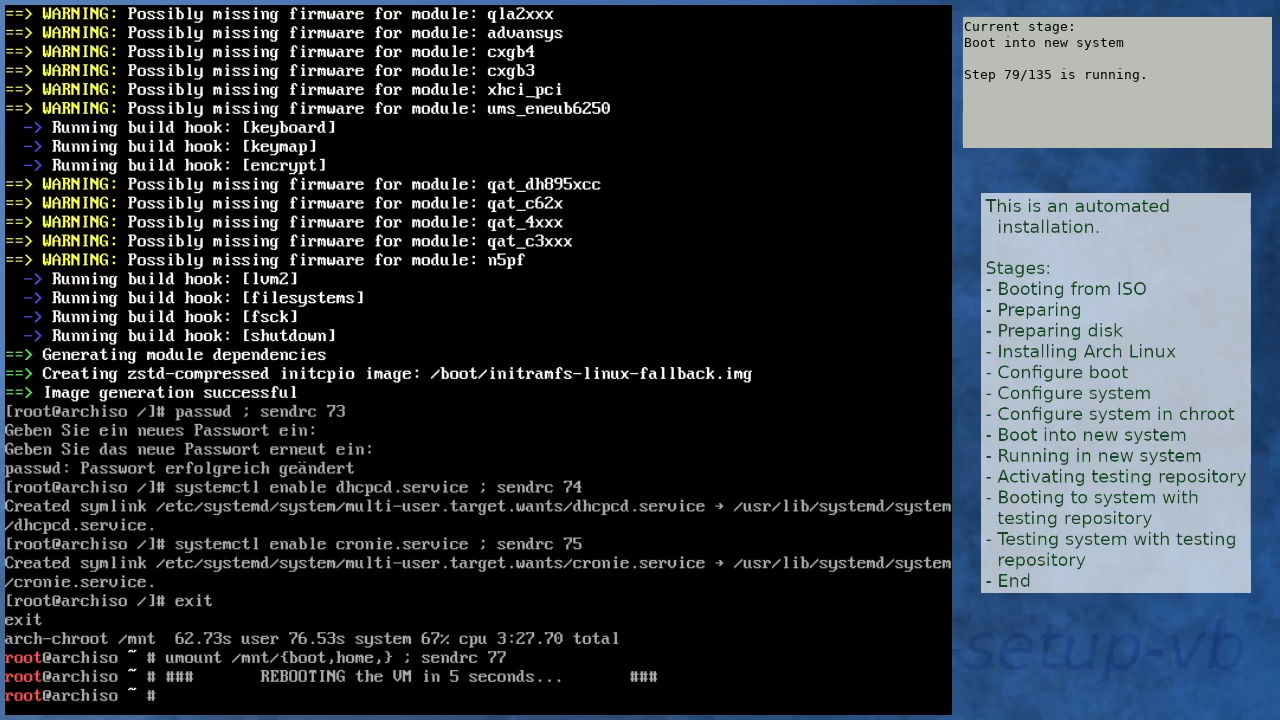 ==> WARNING: Possibly missing firmware for module: qla2xxx
==> WARNING: Possibly missing firmware for module: advansys
==> WARNING: Possibly missing firmware for module: cxgb4
==> WARNING: Possibly missing firmware for module: cxgb3
==> WARNING: Possibly missing firmware for module: xhci_pci
==> WARNING: Possibly missing firmware for module: ums_eneub6250
  -> Running build hook: [keyboard]
  -> Running build hook: [keymap]
  -> Running build hook: [encrypt]
==> WARNING: Possibly missing firmware for module: qat_dh895xcc
==> WARNING: Possibly missing firmware for module: qat_c62x
==> WARNING: Possibly missing firmware for module: qat_4xxx
==> WARNING: Possibly missing firmware for module: qat_c3xxx
==> WARNING: Possibly missing firmware for module: n5pf
  -> Running build hook: [lvm2]
  -> Running build hook: [filesystems]
  -> Running build hook: [fsck]
  -> Running build hook: [shutdown]
==> Generating module dependencies
==> Creating zstd-compressed initcpio image: /boot/initramfs-linux-fallback.img
==> Image generation successful
[root@archiso /]# passwd ; sendrc 73
Geben Sie ein neues Passwort ein:
Geben Sie das neue Passwort erneut ein:
passwd: Passwort erfolgreich geändert
[root@archiso /]# systemctl enable dhcpcd.service ; sendrc 74
Created symlink /etc/systemd/system/multi-user.target.wants/dhcpcd.service → /usr/lib/systemd/system
/dhcpcd.service.
[root@archiso /]# systemctl enable cronie.service ; sendrc 75
Created symlink /etc/systemd/system/multi-user.target.wants/cronie.service → /usr/lib/systemd/system
/cronie.service.
[root@archiso /]# exit
exit
arch-chroot /mnt  62.73s user 76.53s system 67% cpu 3:27.70 total
root@archiso ~ # umount /mnt/{boot,home,} ; sendrc 77
root@archiso ~ # ###       REBOOTING the VM in 5 seconds...       ###
root@archiso ~ #
Current stage:
Boot into new system
Step 79/135 is running.
This is an automated
installation.
Stages:
- Booting from ISO
- Preparing
- Preparing disk
- Installing Arch Linux
- Configure boot
- Configure system
- Configure system in chroot
- Boot into new system
- Running in new system
- Activating testing repository
- Booting to system with
testing repository
- Testing system with testing
repository
- End
setup-vb